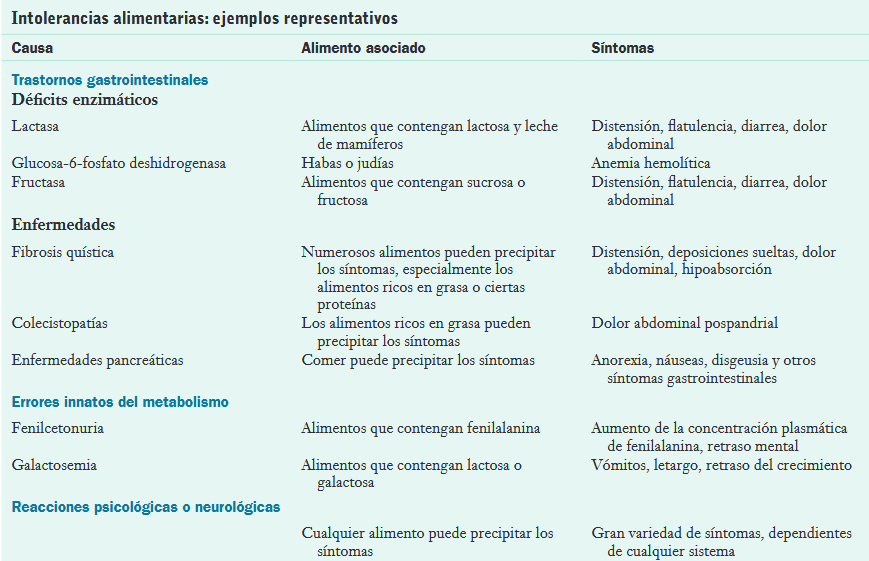 Intolerancias alimentarias: ejemplos representativos
Causa Alimento asociado Síntomas
Trastornos gastrointestinales
Déficits enzimáticos
Lactasa Alimentos que contengan lactosa y leche Distensión, flatulencia, diarrea, dolor
de mamíferos abdominal
Glucosa-6-fosfato deshidrogenasa Habas o judías Anemia hemolítica
Fructasa Alimentos que contengan sucrosa o Distensión, flatulencia, diarrea, dolor
fructosa abdominal
Enfermedades
Fibrosis quística Numerosos alimentos pueden precipitar Distensión, deposiciones sueltas, dolor
los síntomas, especialmente los abdominal, hipoabsorción
alimentos ricos en grasa o ciertas
proteínas
Colecistopatías Los alimentos ricos en grasa pueden Dolor abdominal pospandrial
precipitar los síntomas
Enfermedades pancreáticas Comer puede precipitar los síntomas Anorexia, náuseas, disgeusia y otros
síntomas gastrointestinales
Errores innatos del metabolismo
Fenilcetonuria Alimentos que contengan fenilalanina Aumento de la concentración plasmática
de fenilalanina, retraso mental
Galactosemia Alimentos que contengan lactosa o Vómitos, letargo, retraso del crecimiento
galactosa
Reacciones psicológicas o neurológicas
Cualquier alimento puede precipitar los Gran variedad de síntomas, dependientes
síntomas de cualquier sistema